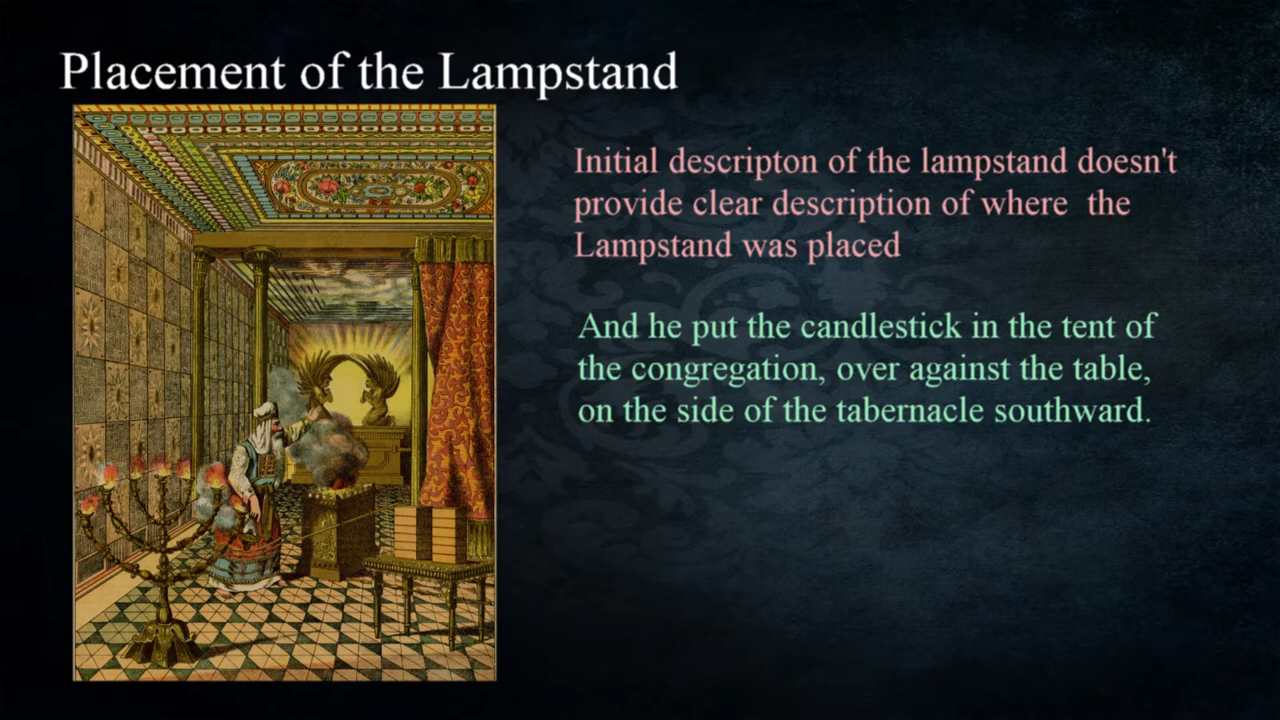 Placement of the Lampstand
Initial descripton of the lampstand doesn't
provide clear description of where  the
Lampstand was placed
And he put the candlestick in the tent of
the congregation, over against the table,
on the side of the tabernacle southward.